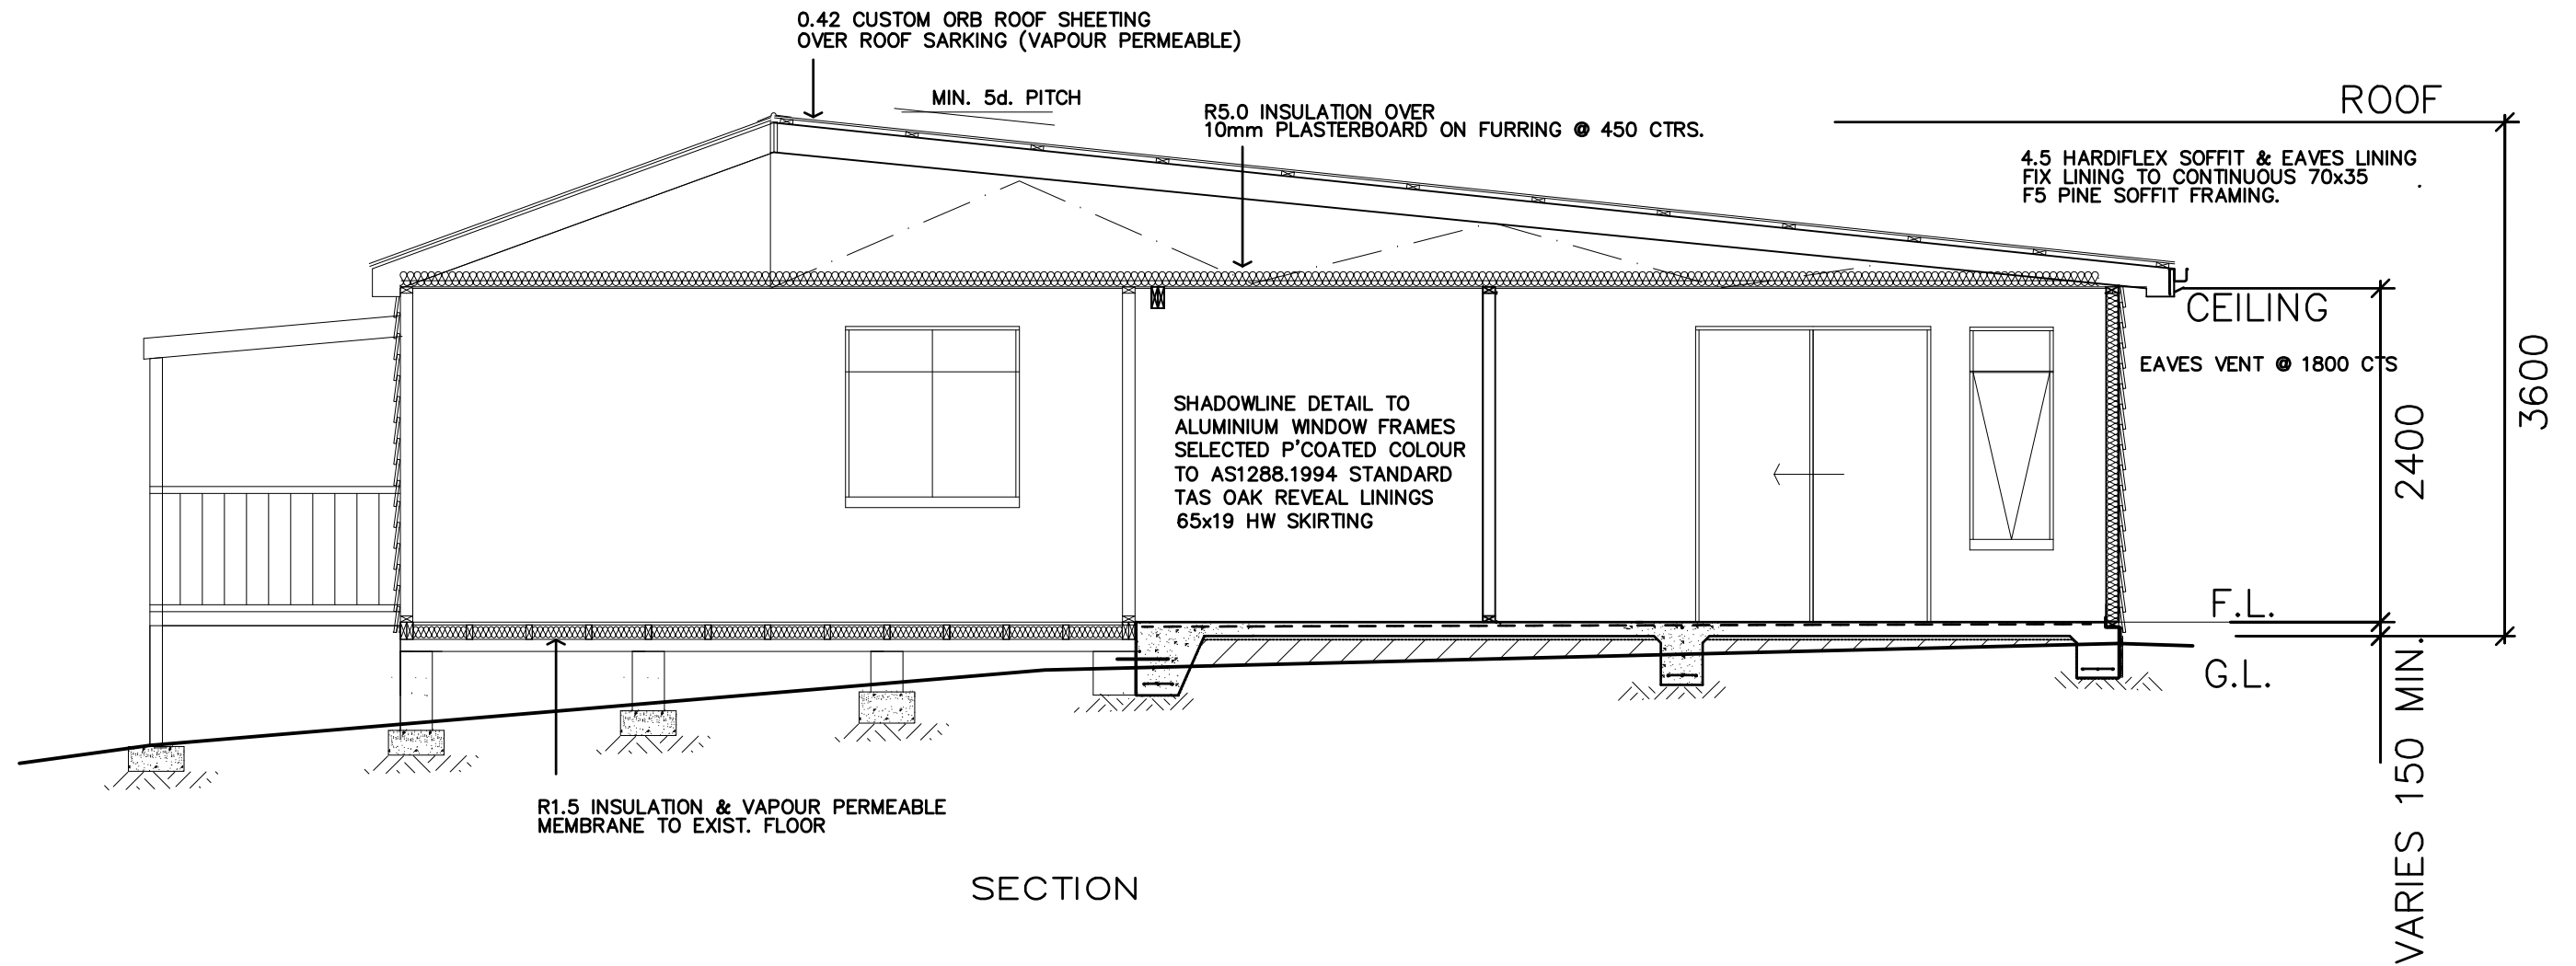 0.42 CUSTOM ORB ROOF SHEETING
OVER ROOF SARKING (VAPOUR PERMEABLE)
MIN. 5d. PITCH
R5.0 INSULATION OVER
10mm PLASTERBOARD ON FURRING @ 450 CTRS.
ROOF
4.5 HARDIFLEX SOFFIT & EAVES LINING
FIX LINING TO CONTINUOUS 70x35
F5 PINE SOFFIT FRAMING.
CEILING
EAVES VENT @ 1800 CTS
3600
2400
SHADOWLINE DETAIL TO
ALUMINIUM WINDOW FRAMES
SELECTED P'COATED COLOUR
TO AS1288.1994 STANDARD
TAS OAK REVEAL LININGS
65x19 HW SKIRTING
F.L.
G.L.
VARIES 150 MIN.
R1.5 INSULATION & VAPOUR PERMEABLE
MEMBRANE TO EXIST. FLOOR
SECTION